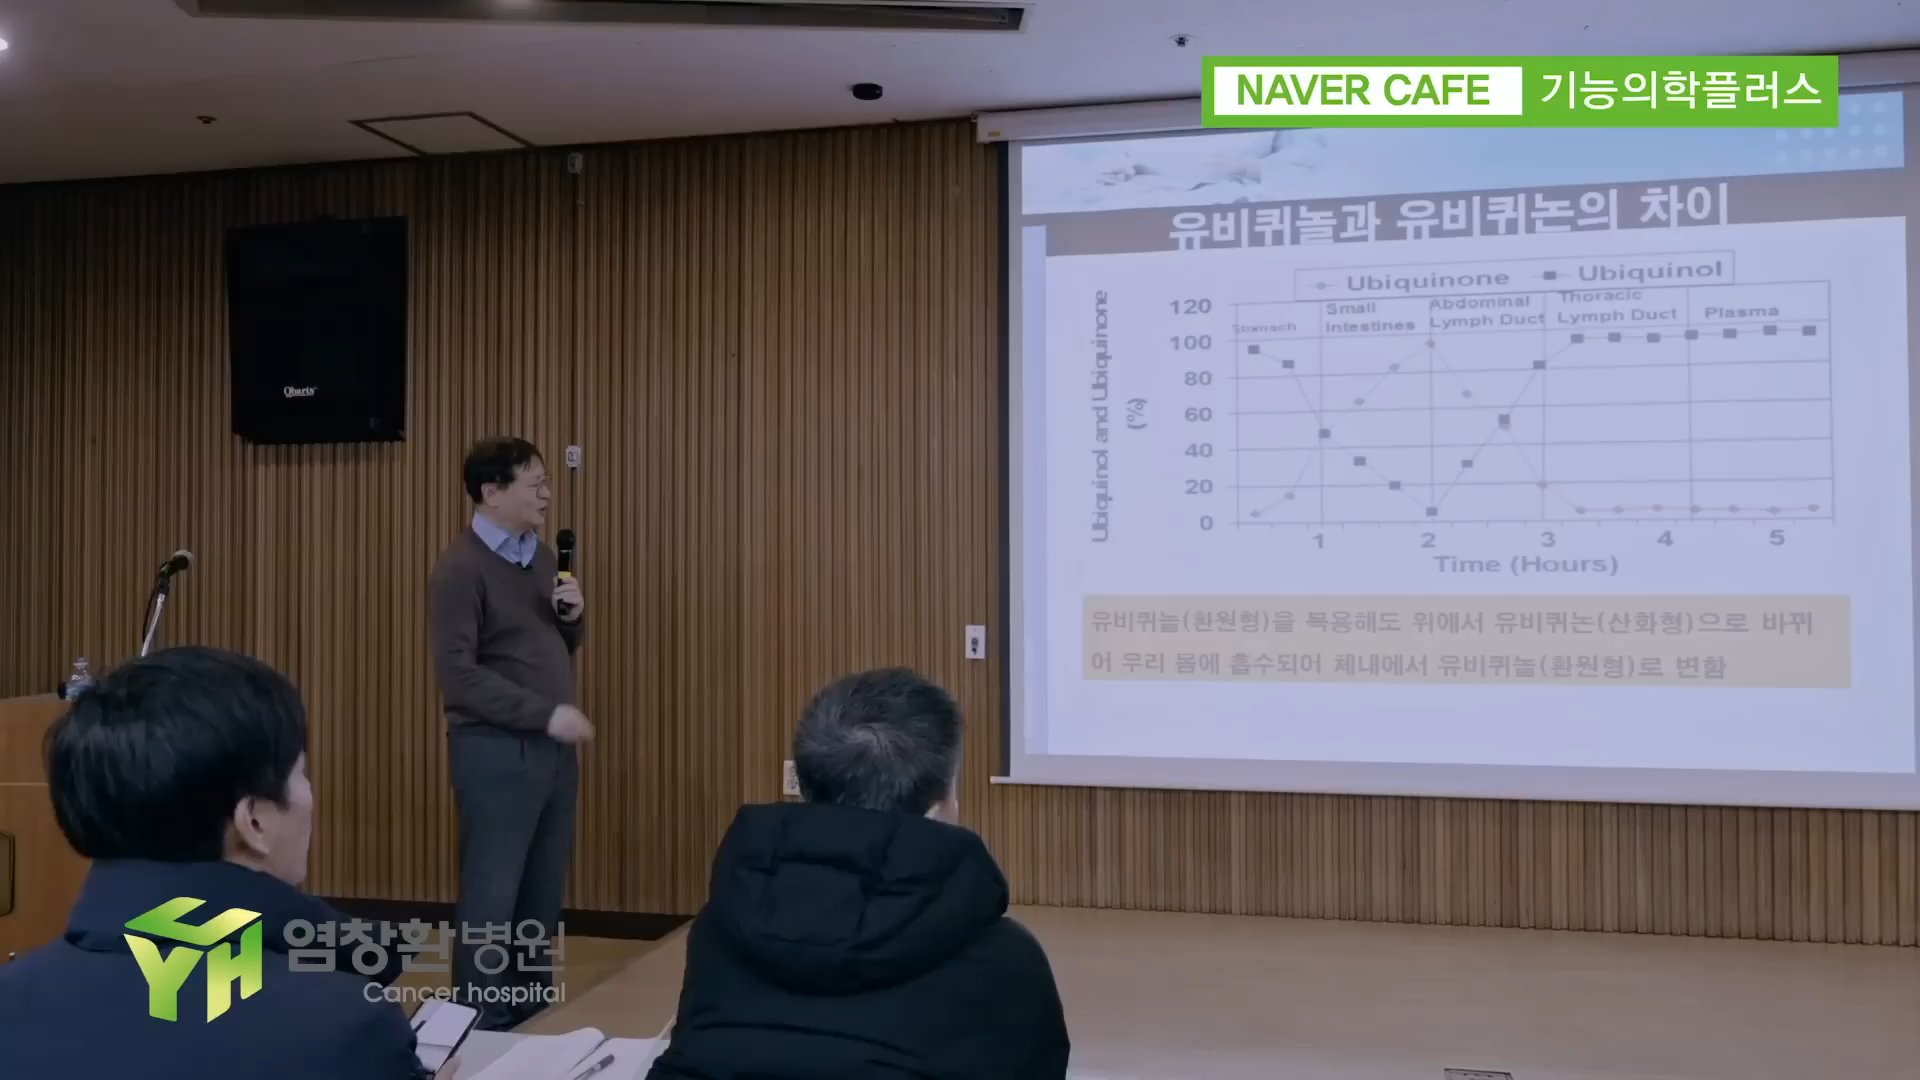 NAVER CAFE 기능의학플러스
유비퀴놀과 유비퀴논의 차이
Ubiquinone Ubiquinol
Stomach
Small Intestines
Abdominal Lymph Duct
Thoracic Lymph Duct
Plasma
Ubiquinol and Ubiquinone
(%)
120
100
80
60
40
20
0
1 2 3 4 5
Time (Hours)
유비퀴놀(환원형)을 복용해도 위에서 유비퀴논(산화형)으로 바뀌
어 우리 몸에 흡수되어 체내에서 유비퀴놀(환원형)로 변함
YH 염창환병원
Cancer hospital